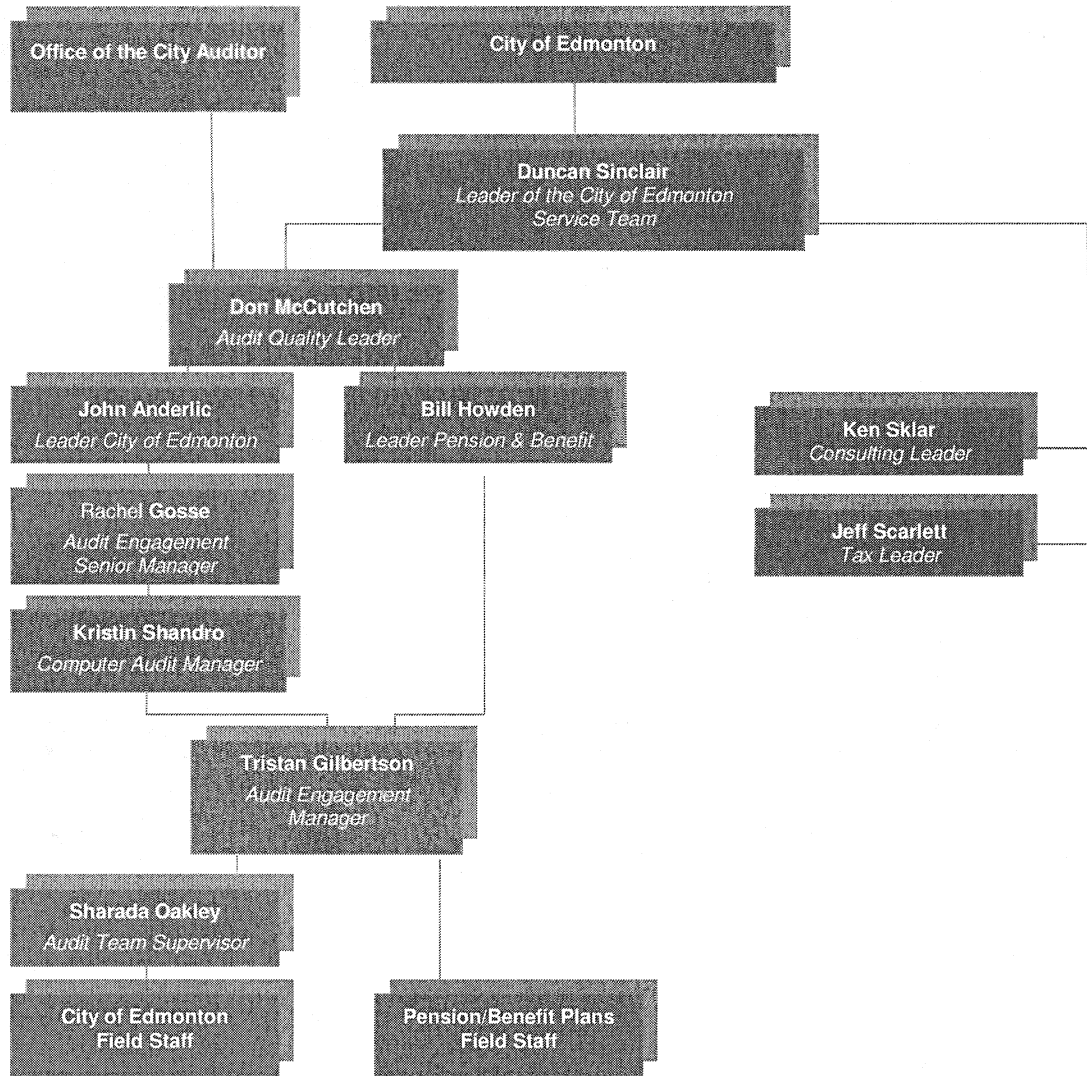 Office of the City Auditor
City of Edmonton
Duncan Sinclair
Leader of the City of Edmonton
Service Team
Don McCutchen
Audit Quality Leader
John Anderlic
Leader City of Edmonton
Bill Howden
Leader Pension & Benefit
Ken Sklar
Consulting Leader
Rachel Gosse
Audit Engagement
Senior Manager
Jeff Scarlett
Tax Leader
Kristin Shandro
Computer Audit Manager
Tristan Gilbertson
Audit Engagement
Manager
Sharada Oakley
Audit Team Supervisor
City of Edmonton
Field Staff
Pension/Benefit Plans
Field Staff